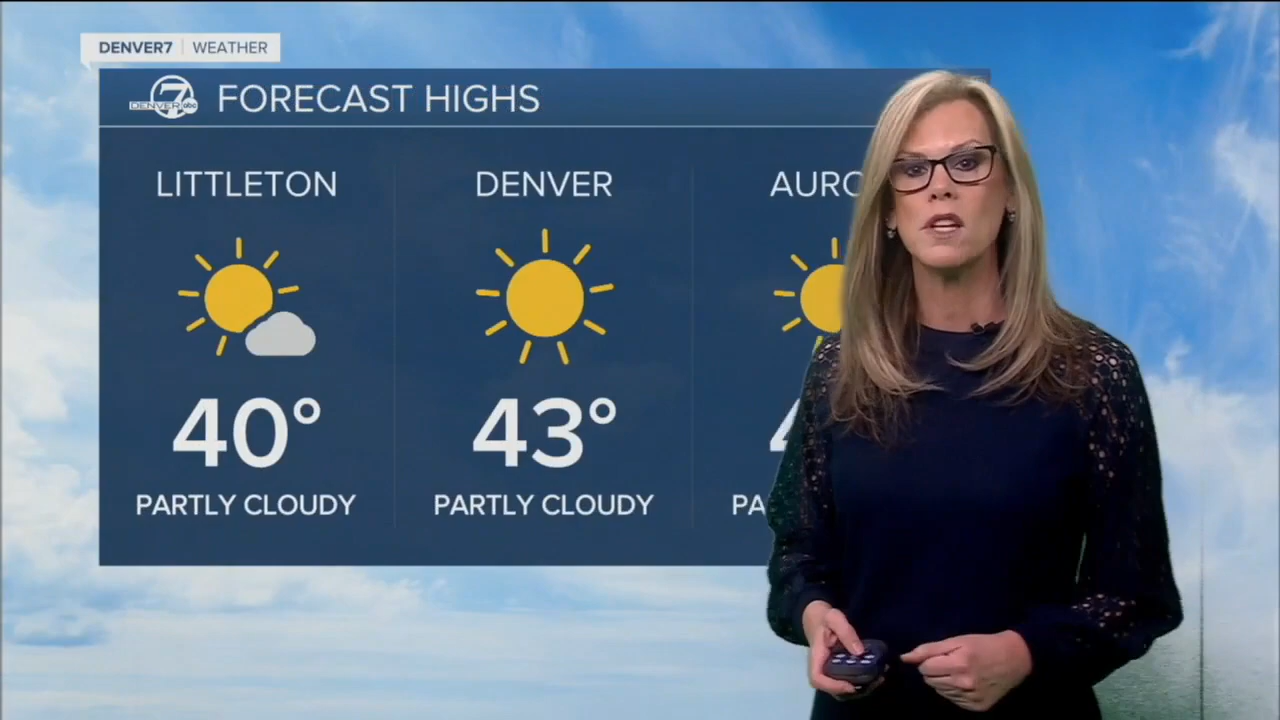 DENVER7 | WEATHER
DENVER 7 abc
FORECAST HIGHS
LITTLETON DENVER
40° 43°
PARTLY CLOUDY PARTLY CLOUDY